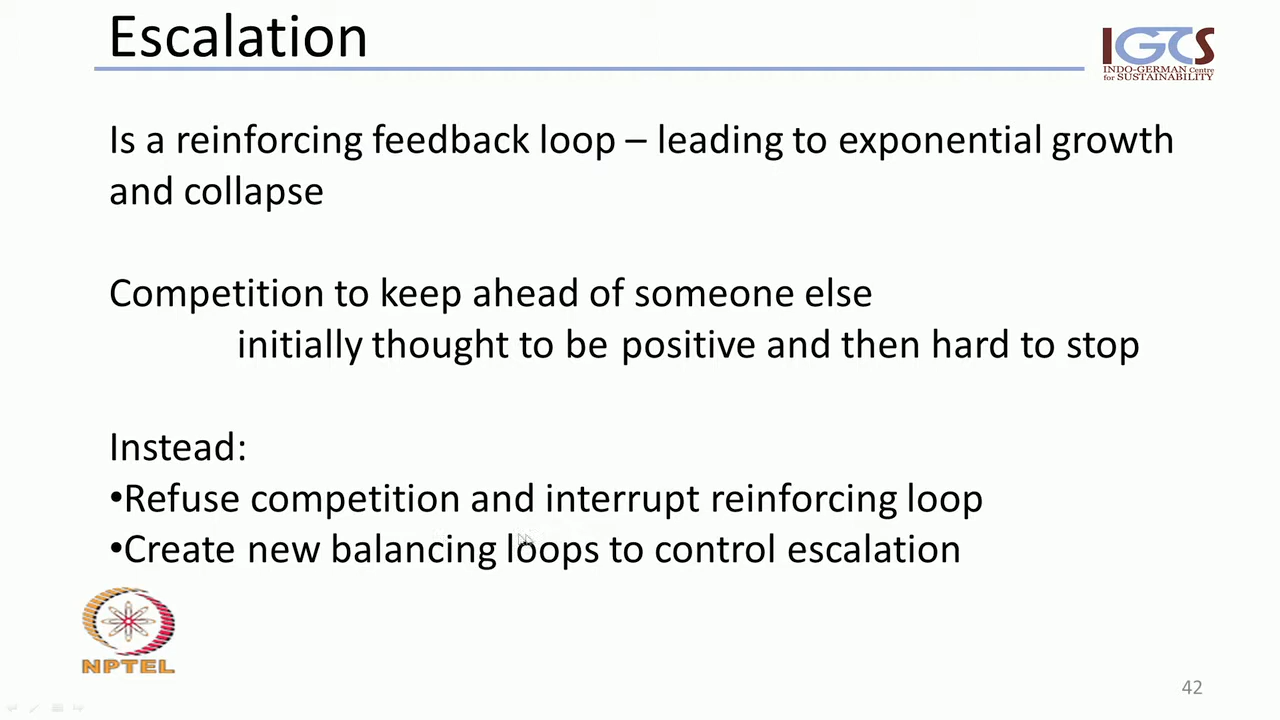 Escalation
IGCS
INDO-GERMAN Centre
for SUSTAINABILITY
Is a reinforcing feedback loop – leading to exponential growth
and collapse
Competition to keep ahead of someone else
initially thought to be positive and then hard to stop
Instead:
•Refuse competition and interrupt reinforcing loop
•Create new balancing loops to control escalation
NPTEL
42